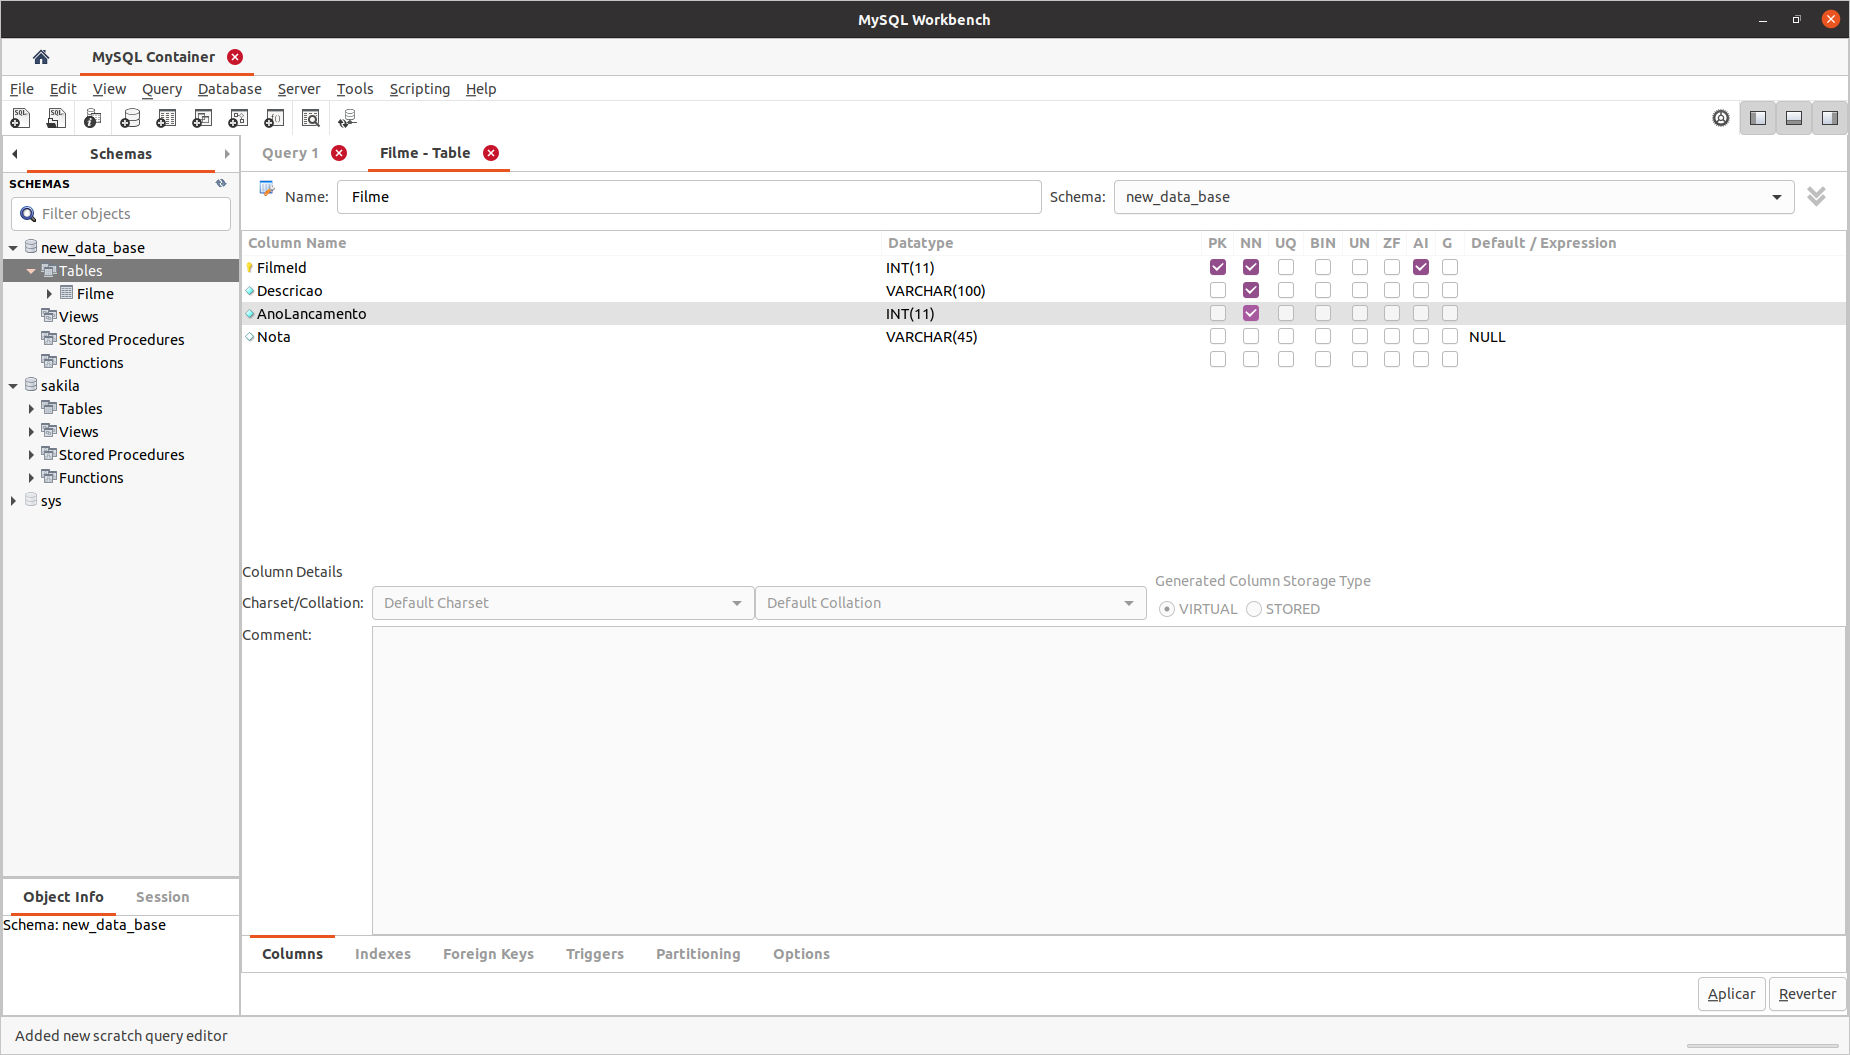 MySQL Workbench
MySQL Container
File Edit View Query Database Server Tools Scripting Help
Schemas
Query 1
Filme - Table
SCHEMAS
Filter objects
new_data_base
Tables
Filme
Views
Stored Procedures
Functions
sakila
Tables
Views
Stored Procedures
Functions
sys
Name: Filme Schema: new_data_base
Column Name Datatype PK NN UQ BIN UN ZF AI G Default / Expression
FilmeId INT(11)
Descricao VARCHAR(100)
AnoLancamento INT(11)
Nota VARCHAR(45) NULL
Column Details
Charset/Collation: Default Charset Default Collation
Generated Column Storage Type
VIRTUAL STORED
Comment:
Object Info Session
Schema: new_data_base
Columns Indexes Foreign Keys Triggers Partitioning Options
Aplicar Reverter
Added new scratch query editor